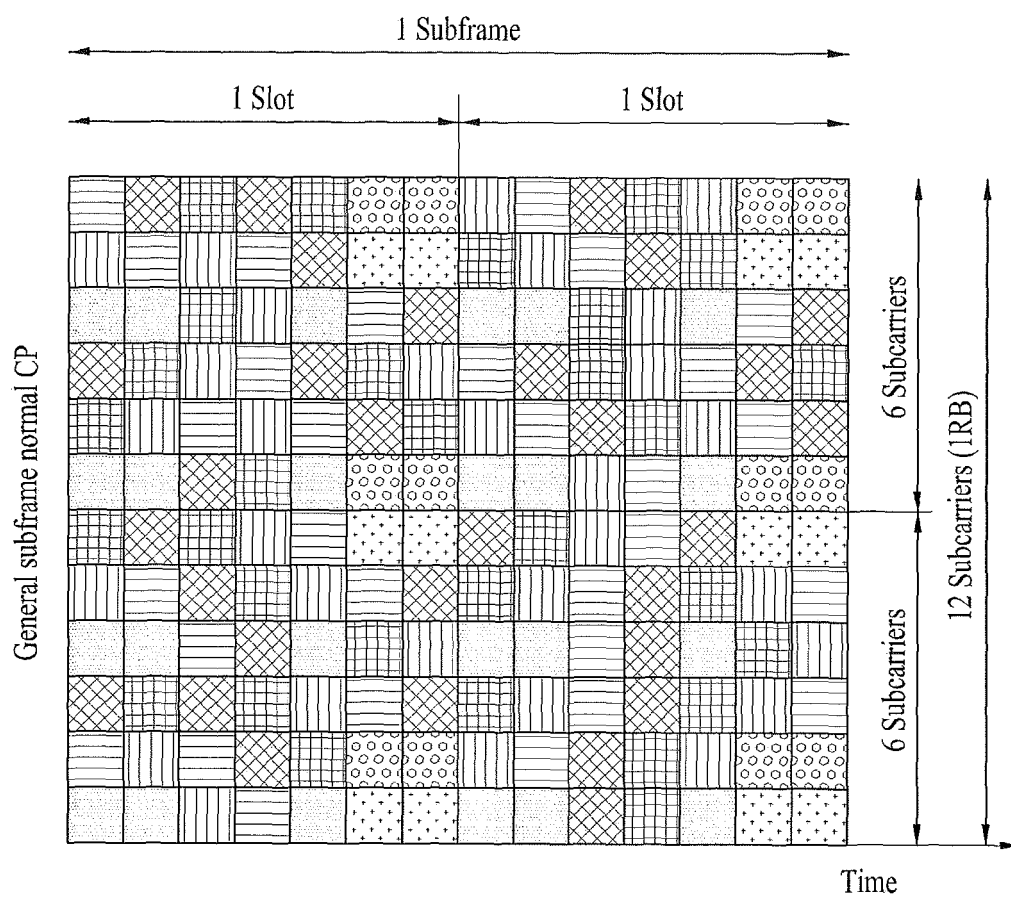 1 Subframe
1 Slot
1 Slot
General subframe normal CP
6 Subcarriers
6 Subcarriers
12 Subcarriers (1RB)
Time